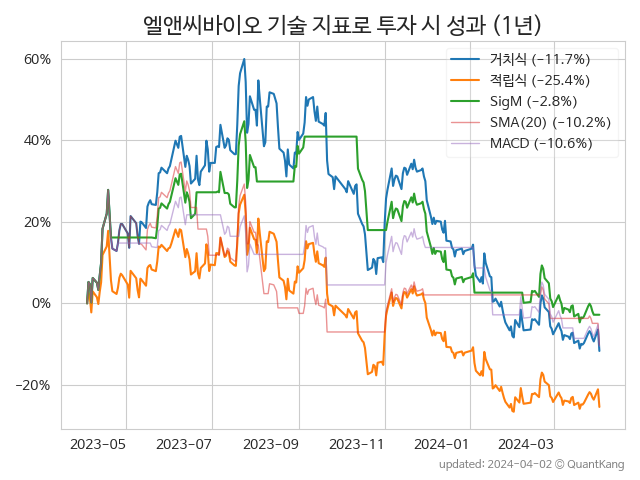 엘앤씨바이오 기술 지표로 투자 시 성과 (1년)
거치식 (−11.7%)
적립식 (−25.4%)
SigM (−2.8%)
SMA(20) (−10.2%)
MACD (−10.6%)
60%
40%
20%
0%
−20%
2023-05 2023-07 2023-09 2023-11 2024-01 2024-03
updated: 2024-04-02 © QuantKang